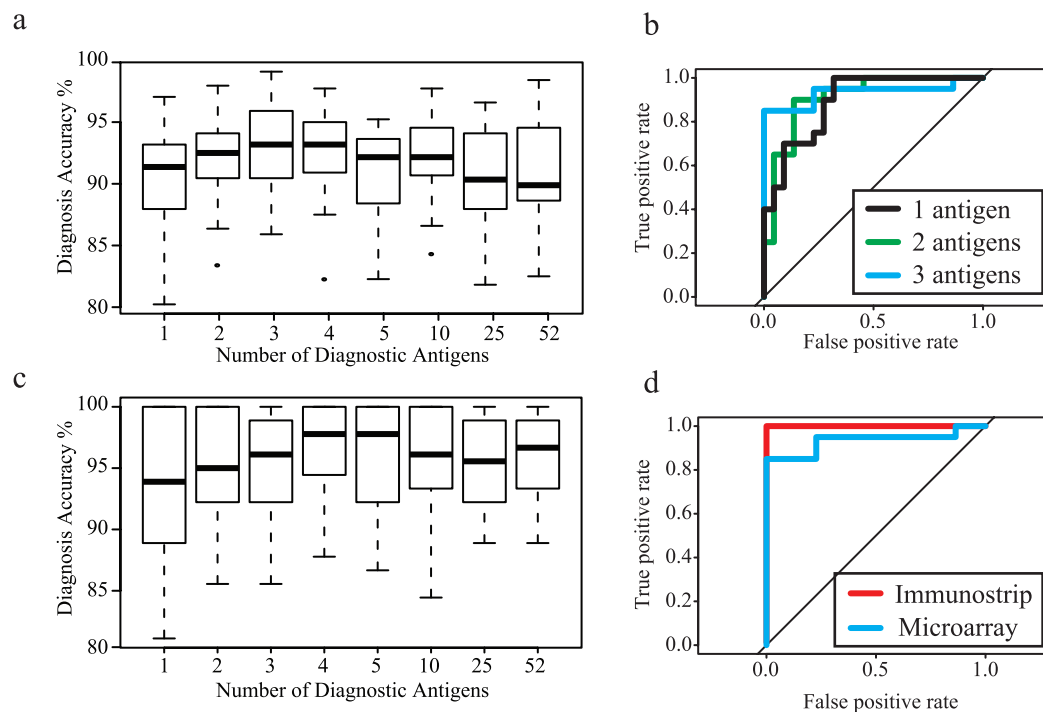 a
100
95
90
85
80
Diagnosis Accuracy %
1 2 3 4 5 10 25 52
Number of Diagnostic Antigens
b
1.0
0.8
0.6
0.4
0.2
0.0
True positive rate
1 antigen
2 antigens
3 antigens
0.0 0.5 1.0
False positive rate
c
100
95
90
85
80
Diagnosis Accuracy %
1 2 3 4 5 10 25 52
Number of Diagnostic Antigens
d
1.0
0.8
0.6
0.4
0.2
0.0
True positive rate
Immunostrip
Microarray
0.0 0.5 1.0
False positive rate